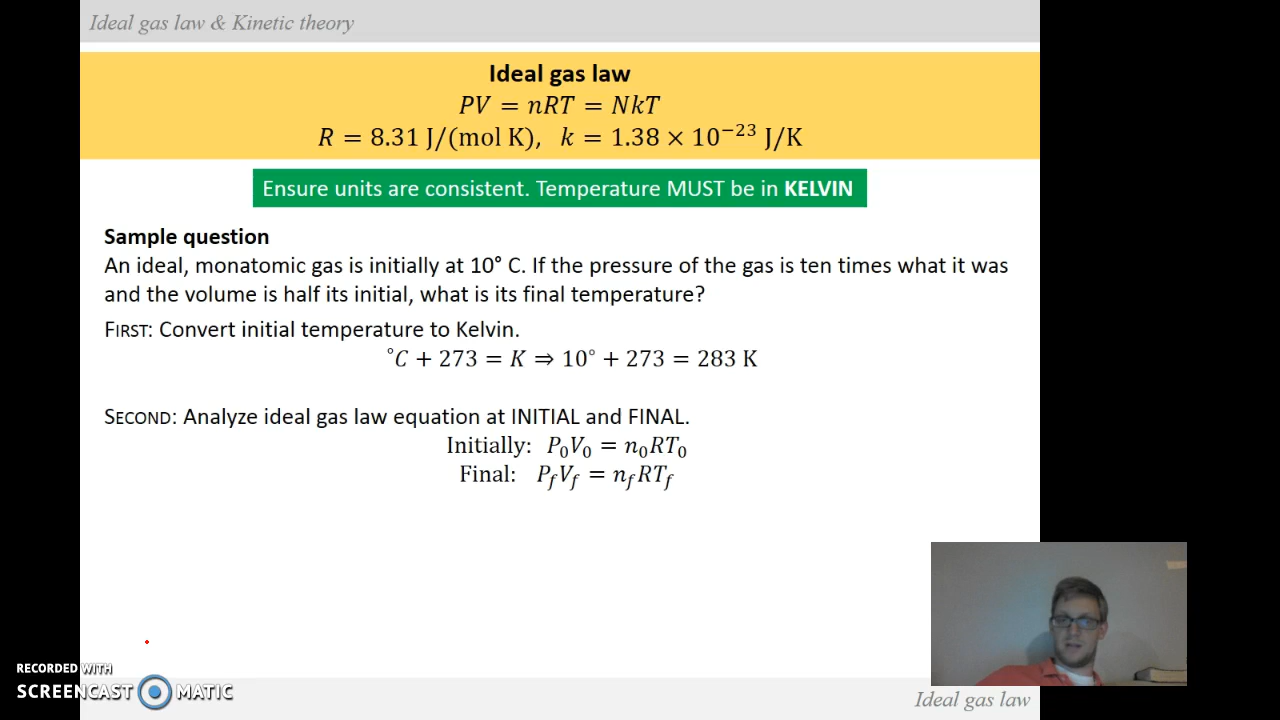 Ideal gas law & Kinetic theory
Ideal gas law
PV = nRT = NkT
R = 8.31 J/(mol K), k = 1.38 × 10⁻²³ J/K
Ensure units are consistent. Temperature MUST be in KELVIN
Sample question
An ideal, monatomic gas is initially at 10° C. If the pressure of the gas is ten times what it was
and the volume is half its initial, what is its final temperature?
FIRST: Convert initial temperature to Kelvin.
°C + 273 = K ⇒ 10° + 273 = 283 K
SECOND: Analyze ideal gas law equation at INITIAL and FINAL.
Initially: P₀V₀ = n₀RT₀
Final: P_fV_f = n_fRT_f
RECORDED WITH
SCREENCAST MATIC
Ideal gas law